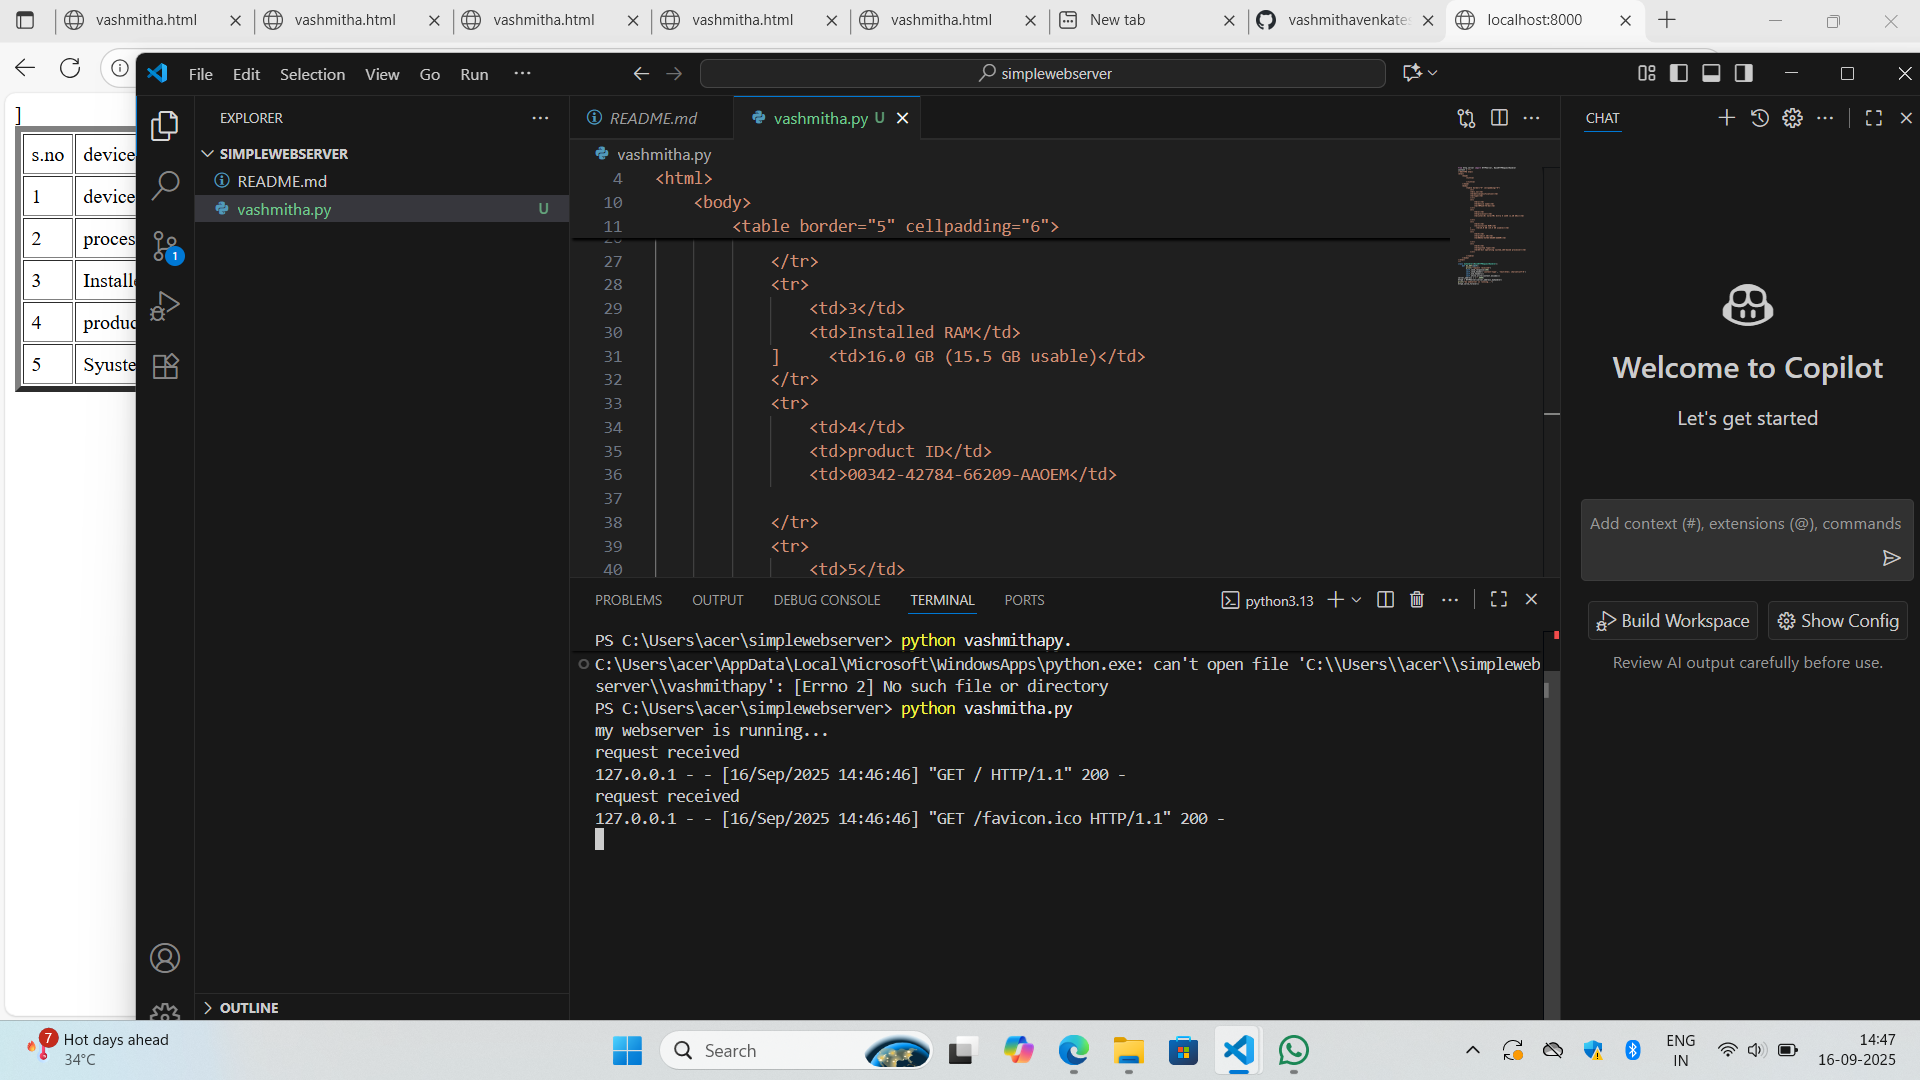 vashmitha.html
vashmitha.html
vashmitha.html
vashmitha.html
vashmitha.html
New tab
vashmithavenkates
localhost:8000
File Edit Selection View Go Run ···
simplewebserver
]
s.no device
1 device
2 proces
3 Installe
4 produc
5 Syuste
EXPLORER
SIMPLEWEBSERVER
README.md
vashmitha.py U
1
OUTLINE
README.md
vashmitha.py U
vashmitha.py
4 <html>
10 <body>
11 <table border="5" cellpadding="6">
27 </tr>
28 <tr>
29 <td>3</td>
30 <td>Installed RAM</td>
31 ] <td>16.0 GB (15.5 GB usable)</td>
32 </tr>
33 <tr>
34 <td>4</td>
35 <td>product ID</td>
36 <td>00342-42784-66209-AAOEM</td>
37
38 </tr>
39 <tr>
40 <td>5</td>
PROBLEMS OUTPUT DEBUG CONSOLE TERMINAL PORTS
python3.13
PS C:\Users\acer\simplewebserver> python vashmithapy.
C:\Users\acer\AppData\Local\Microsoft\WindowsApps\python.exe: can't open file 'C:\\Users\\acer\\simpleweb
server\\vashmithapy': [Errno 2] No such file or directory
PS C:\Users\acer\simplewebserver> python vashmitha.py
my webserver is running...
request received
127.0.0.1 - - [16/Sep/2025 14:46:46] "GET / HTTP/1.1" 200 -
request received
127.0.0.1 - - [16/Sep/2025 14:46:46] "GET /favicon.ico HTTP/1.1" 200 -
CHAT
Welcome to Copilot
Let's get started
Add context (#), extensions (@), commands
Build Workspace
Show Config
Review AI output carefully before use.
7
Hot days ahead
34°C
Search
ENG
IN
14:47
16-09-2025